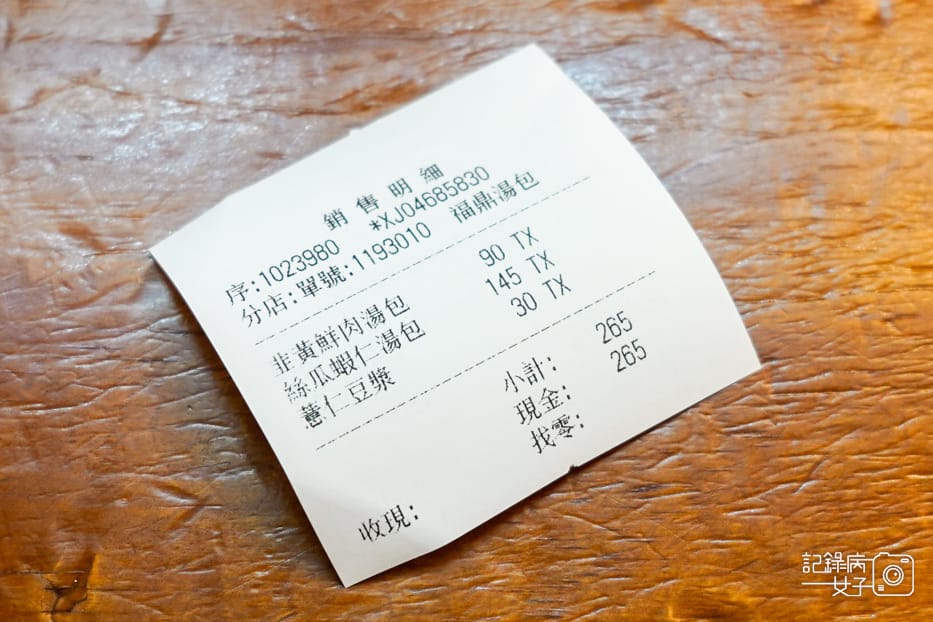 銷售明細
序:1023980 *XJ04685830
分店:單號:1193010 福鼎湯包
韭黃鮮肉湯包 90 TX
絲瓜蝦仁湯包 145 TX
薏仁豆漿 30 TX
小計: 265
現金: 265
找零:
收現:
記錄病
女子